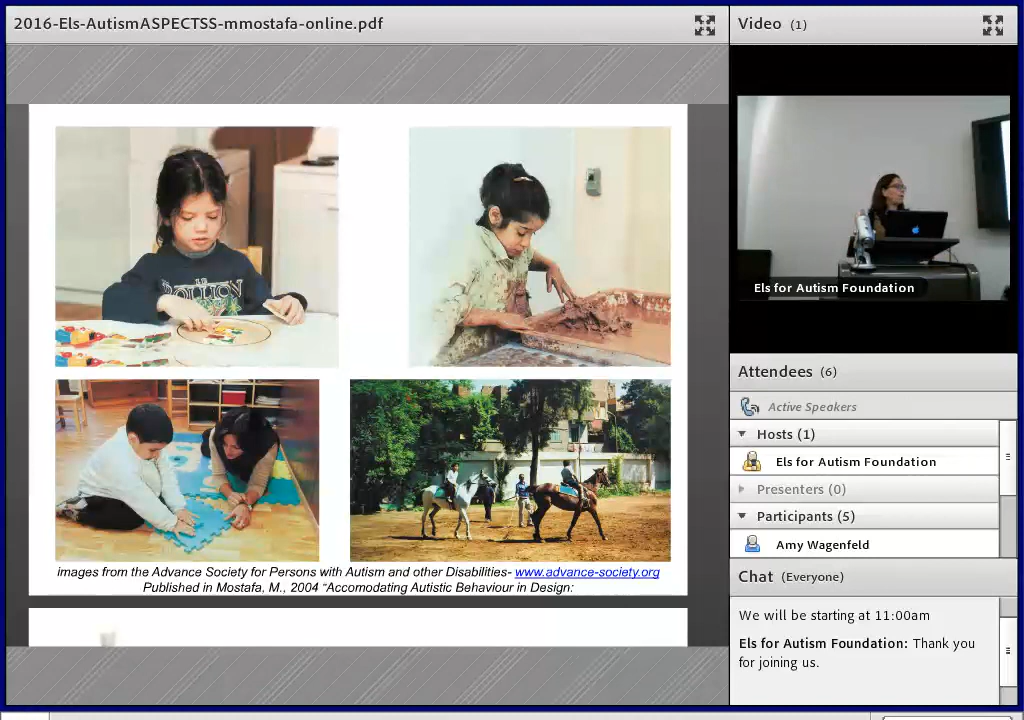 2016-Els-AutismASPECTSS-mmostafa-online.pdf
images from the Advance Society for Persons with Autism and other Disabilities- www.advance-society.org
Published in Mostafa, M., 2004 “Accomodating Autistic Behaviour in Design:
Video (1)
Els for Autism Foundation
Attendees (6)
Active Speakers
Hosts (1)
Els for Autism Foundation
Presenters (0)
Participants (5)
Amy Wagenfeld
Chat (Everyone)
We will be starting at 11:00am
Els for Autism Foundation: Thank you
for joining us.